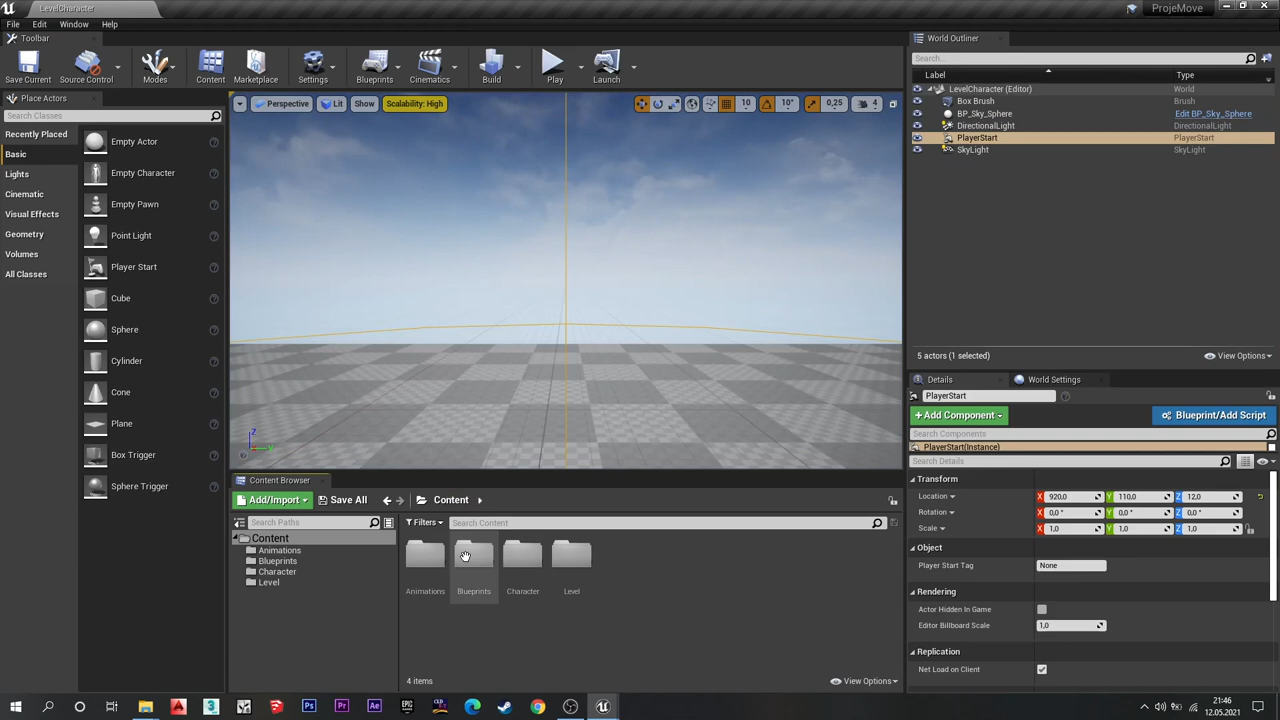 LevelCharacter
ProjeMove
File Edit Window Help
Toolbar
Save Current
Source Control
Modes
Content
Marketplace
Settings
Blueprints
Cinematics
Build
Play
Launch
Place Actors
Search Classes
Recently Placed
Basic
Lights
Cinematic
Visual Effects
Geometry
Volumes
All Classes
Empty Actor
Empty Character
Empty Pawn
Point Light
Player Start
Cube
Sphere
Cylinder
Cone
Plane
Box Trigger
Sphere Trigger
Perspective Lit Show Scalability: High 10 10° 0,25 4
Z
Content Browser
Add/Import Save All Content
Search Paths
Filters Search Content
Content
Animations
Blueprints
Character
Level
Animations Blueprints Character Level
4 items View Options
World Outliner
Search...
Label Type
LevelCharacter (Editor) World
Box Brush Brush
BP_Sky_Sphere Edit BP_Sky_Sphere
DirectionalLight DirectionalLight
PlayerStart PlayerStart
SkyLight SkyLight
5 actors (1 selected) View Options
Details World Settings
PlayerStart
+Add Component Blueprint/Add Script
Search Components
PlayerStart(Instance)
Search Details
Transform
Location X 920,0 Y 110,0 Z 12,0
Rotation X 0,0 ° Y 0,0 ° Z 0,0 °
Scale X 1,0 Y 1,0 Z 1,0
Object
Player Start Tag None
Rendering
Actor Hidden In Game
Editor Billboard Scale 1,0
Replication
Net Load on Client
21:46
12.05.2021